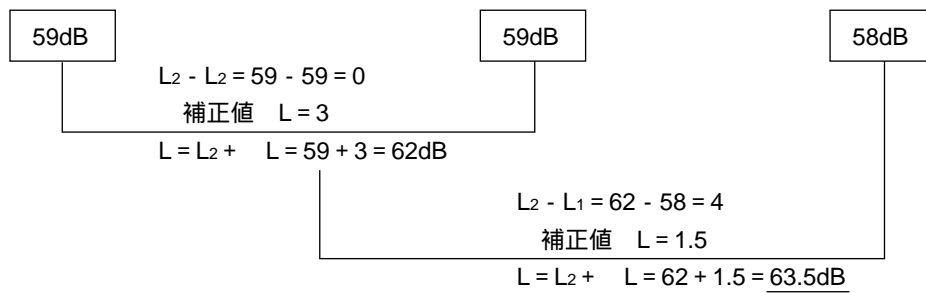 59dB 59dB 58dB
L₂ - L₂ = 59 - 59 = 0
補正値 L = 3
L = L₂ + L = 59 + 3 = 62dB
L₂ - L₁ = 62 - 58 = 4
補正値 L = 1.5
L = L₂ + L = 62 + 1.5 = 63.5dB